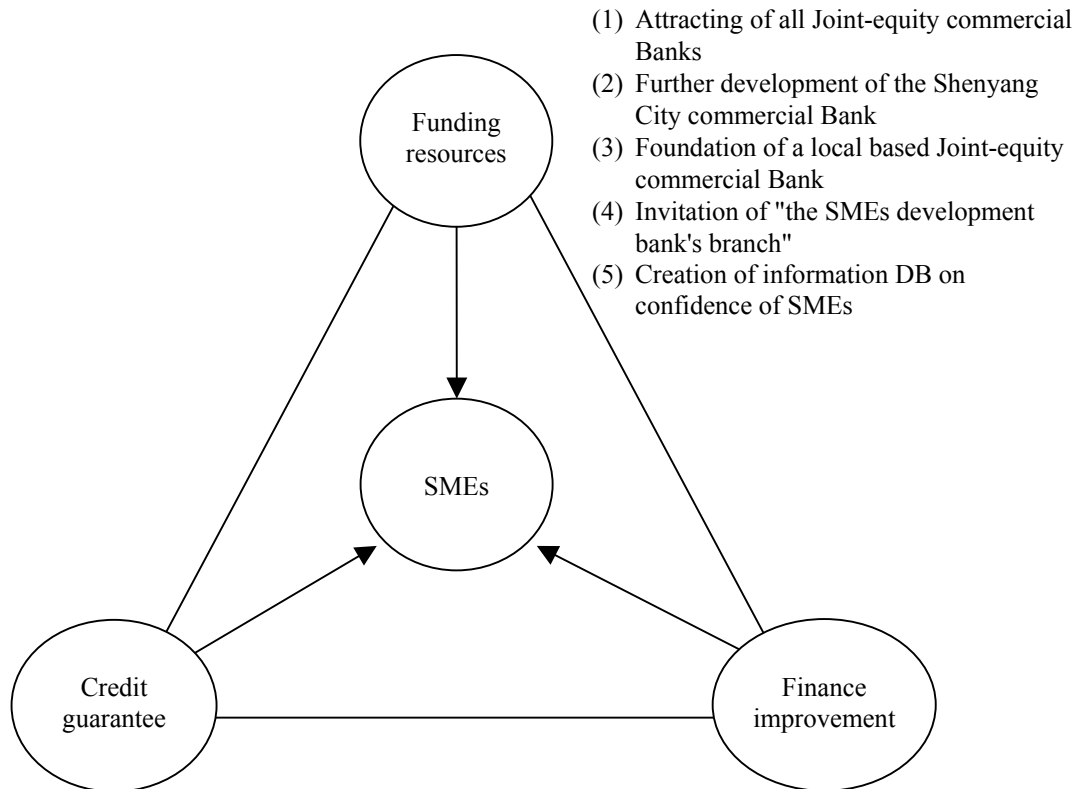 (1) Attracting of all Joint-equity commercial
Banks
(2) Further development of the Shenyang
City commercial Bank
(3) Foundation of a local based Joint-equity
commercial Bank
(4) Invitation of "the SMEs development
bank's branch"
(5) Creation of information DB on
confidence of SMEs
Funding
resources
SMEs
Credit
guarantee
Finance
improvement